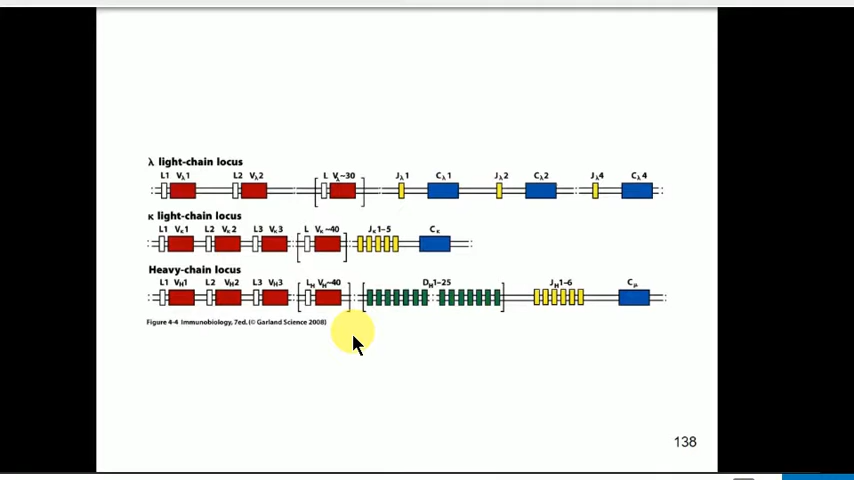 λ light-chain locus
L1 Vλ1 L2 Vλ2 L Vλ~30 Jλ1 Cλ1 Jλ2 Cλ2 Jλ4 Cλ4
κ light-chain locus
L1 Vκ1 L2 Vκ2 L3 Vκ3 L Vκ~40 Jκ1–5 Cκ
Heavy-chain locus
L1 VH1 L2 VH2 L3 VH3 LH VH~40 DH1–25 JH1–6 Cμ
Figure 4-4 Immunobiology, 7ed. (© Garland Science 2008)
138